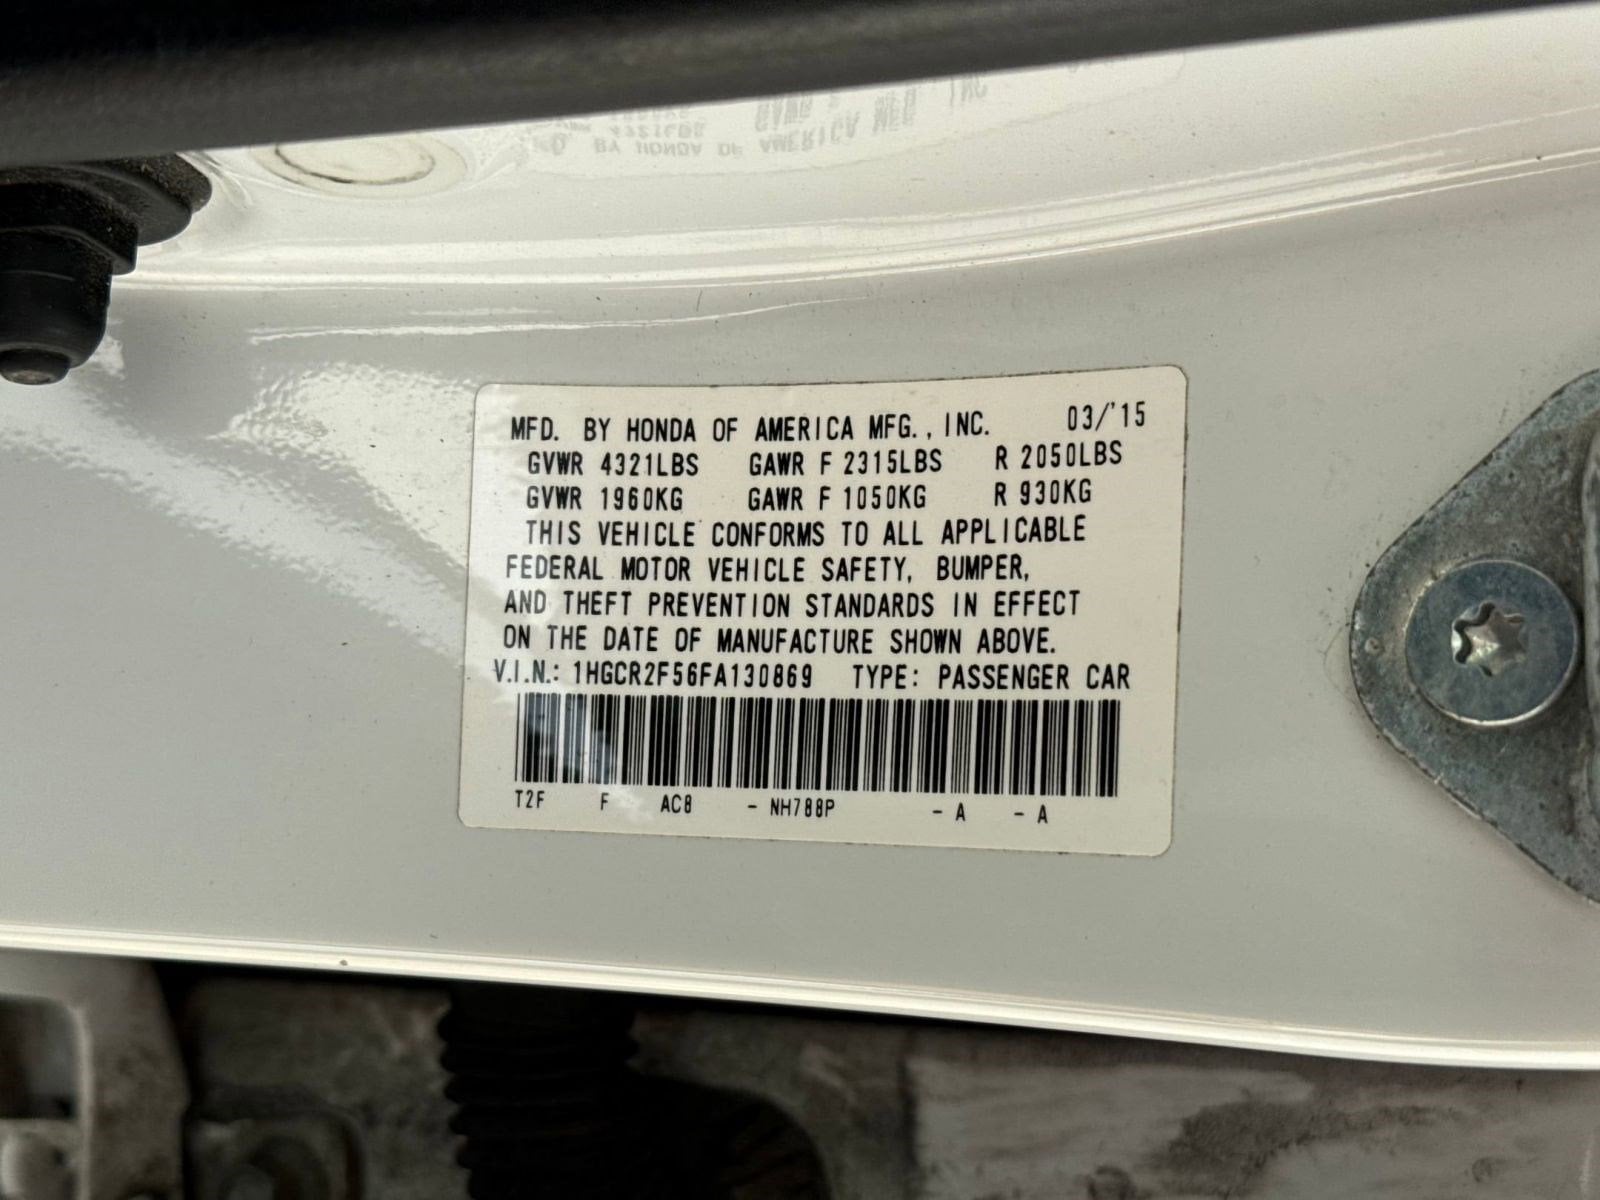 MFD. BY HONDA OF AMERICA MFG., INC. 03/'15
GVWR 4321LBS GAWR F 2315LBS R 2050LBS
GVWR 1960KG GAWR F 1050KG R 930KG
THIS VEHICLE CONFORMS TO ALL APPLICABLE
FEDERAL MOTOR VEHICLE SAFETY, BUMPER,
AND THEFT PREVENTION STANDARDS IN EFFECT
ON THE DATE OF MANUFACTURE SHOWN ABOVE.
V.I.N.: 1HGCR2F56FA130869 TYPE: PASSENGER CAR
T2F F AC8 - NH788P - A - A